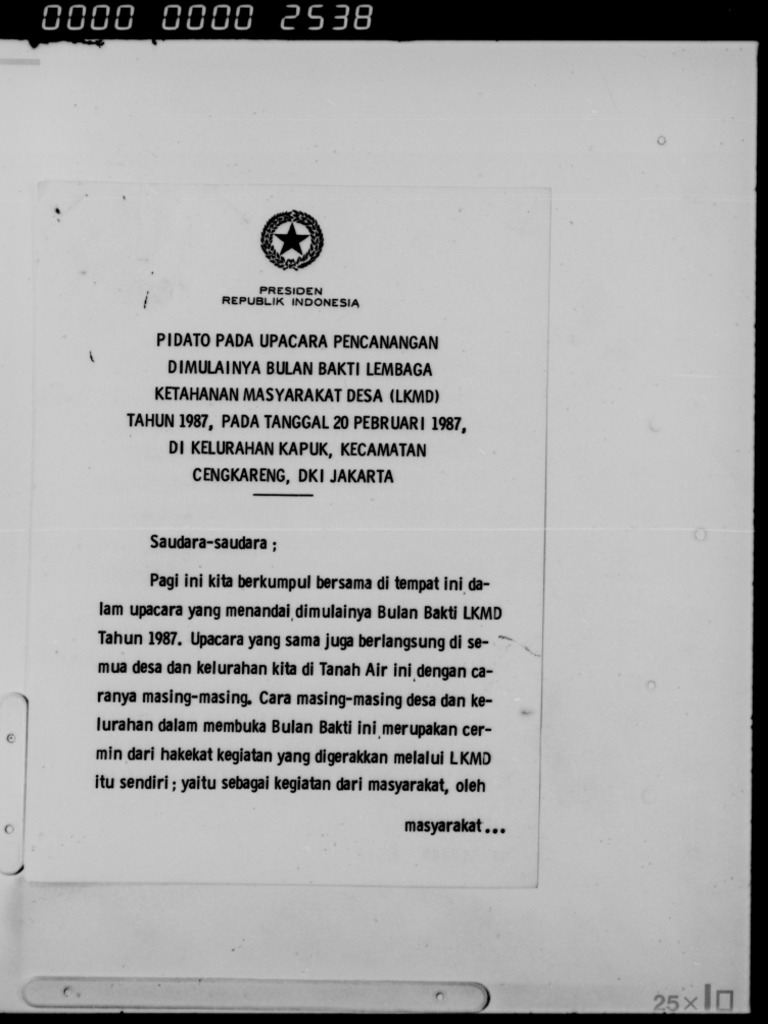 0000 0000 2538
PRESIDEN
REPUBLIK INDONESIA
PIDATO PADA UPACARA PENCANANGAN
DIMULAINYA BULAN BAKTI LEMBAGA
KETAHANAN MASYARAKAT DESA (LKMD)
TAHUN 1987, PADA TANGGAL 20 PEBRUARI 1987,
DI KELURAHAN KAPUK, KECAMATAN
CENGKARENG, DKI JAKARTA
Saudara-saudara ;
Pagi ini kita berkumpul bersama di tempat ini da-
lam upacara yang menandai dimulainya Bulan Bakti LKMD
Tahun 1987. Upacara yang sama juga berlangsung di se-
mua desa dan kelurahan kita di Tanah Air ini dengan ca-
ranya masing-masing. Cara masing-masing desa dan ke-
lurahan dalam membuka Bulan Bakti ini merupakan cer-
min dari hakekat kegiatan yang digerakkan melalui LKMD
itu sendiri ; yaitu sebagai kegiatan dari masyarakat, oleh
masyarakat...
25×